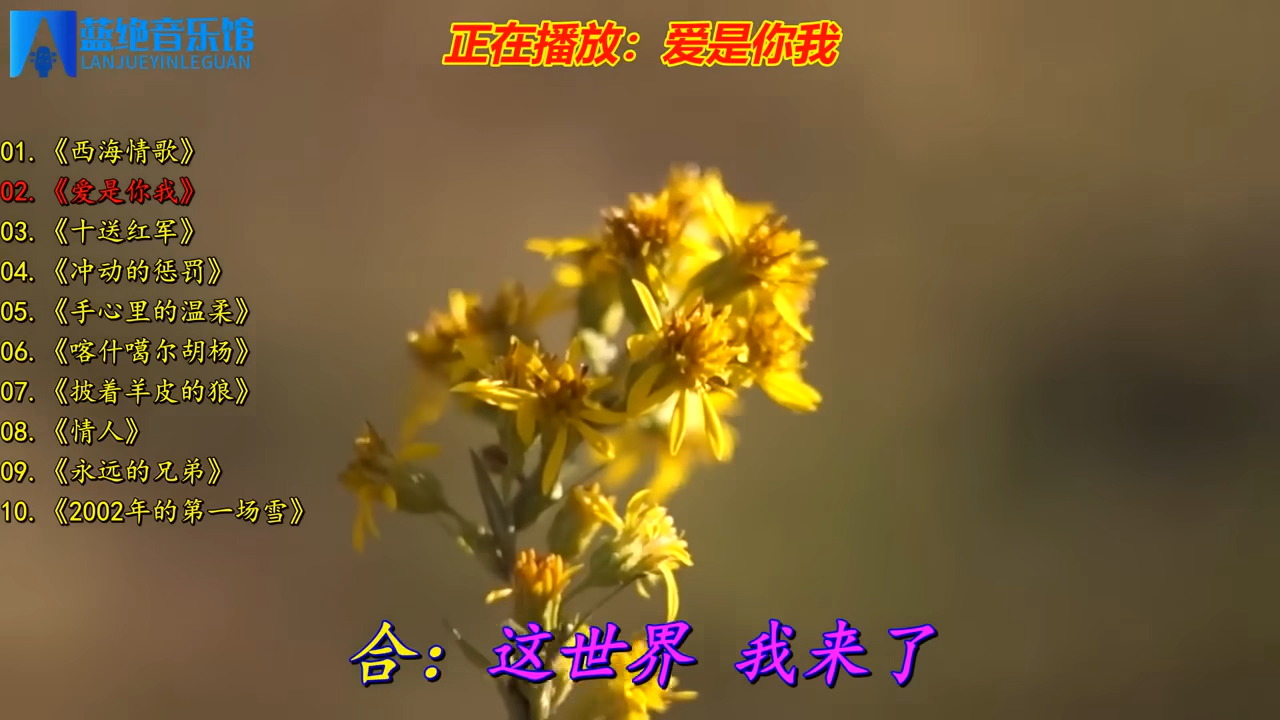 蓝绝音乐馆
LANJUEYINLEGUAN
正在播放：爱是你我
01.《西海情歌》
02.《爱是你我》
03.《十送红军》
04.《冲动的惩罚》
05.《手心里的温柔》
06.《喀什噶尔胡杨》
07.《披着羊皮的狼》
08.《情人》
09.《永远的兄弟》
10.《2002年的第一场雪》
合：这世界 我来了